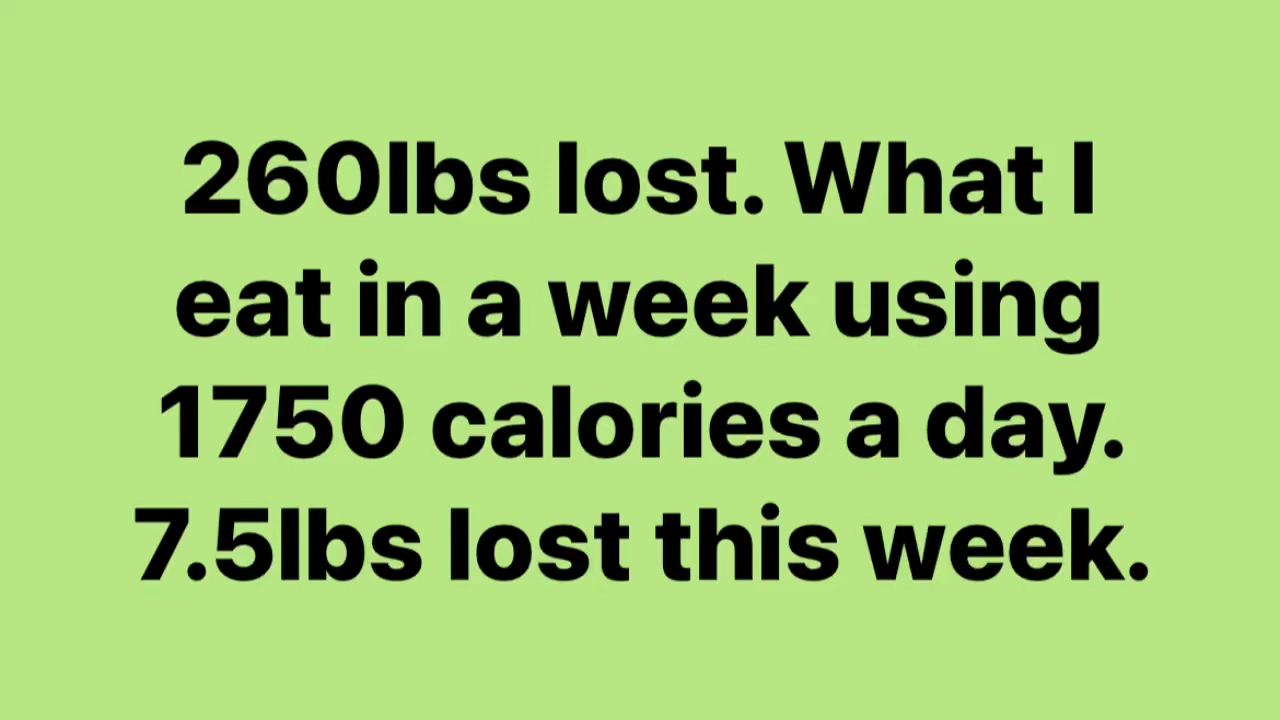 260lbs lost. What I
eat in a week using
1750 calories a day.
7.5lbs lost this week.